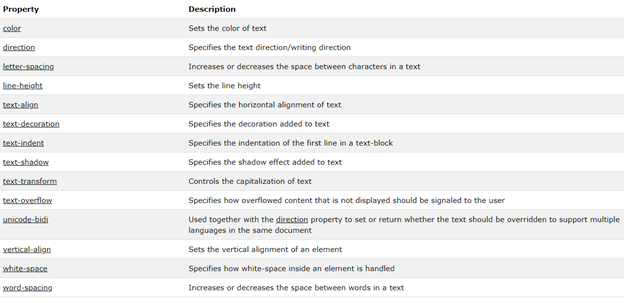 Property Description
color Sets the color of text
direction Specifies the text direction/writing direction
letter-spacing Increases or decreases the space between characters in a text
line-height Sets the line height
text-align Specifies the horizontal alignment of text
text-decoration Specifies the decoration added to text
text-indent Specifies the indentation of the first line in a text-block
text-shadow Specifies the shadow effect added to text
text-transform Controls the capitalization of text
text-overflow Specifies how overflowed content that is not displayed should be signaled to the user
unicode-bidi Used together with the direction property to set or return whether the text should be overridden to support multiple
languages in the same document
vertical-align Sets the vertical alignment of an element
white-space Specifies how white-space inside an element is handled
word-spacing Increases or decreases the space between words in a text